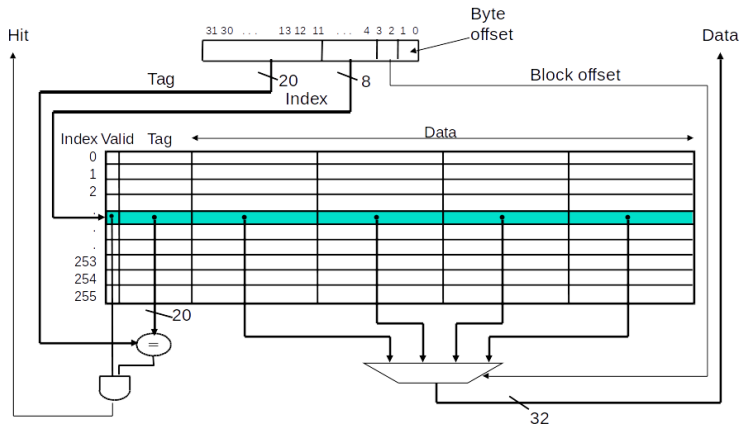 Hit
31 30 . . . 13 12 11 . . . 4 3 2 1 0
Byte
offset
Data
Tag
20
Index
8
Block offset
Index Valid Tag
Data
0
1
2
.
.
.
253
254
255
20
=
32